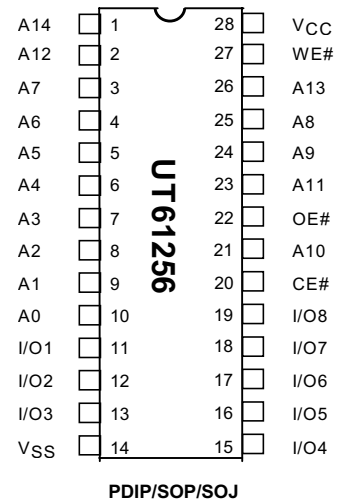 A14 1 28 VCC
A12 2 27 WE#
A7 3 26 A13
A6 4 25 A8
A5 5 24 A9
A4 6 23 A11
A3 7 22 OE#
A2 8 21 A10
A1 9 20 CE#
A0 10 19 I/O8
I/O1 11 18 I/O7
I/O2 12 17 I/O6
I/O3 13 16 I/O5
VSS 14 15 I/O4
UT61256
PDIP/SOP/SOJ